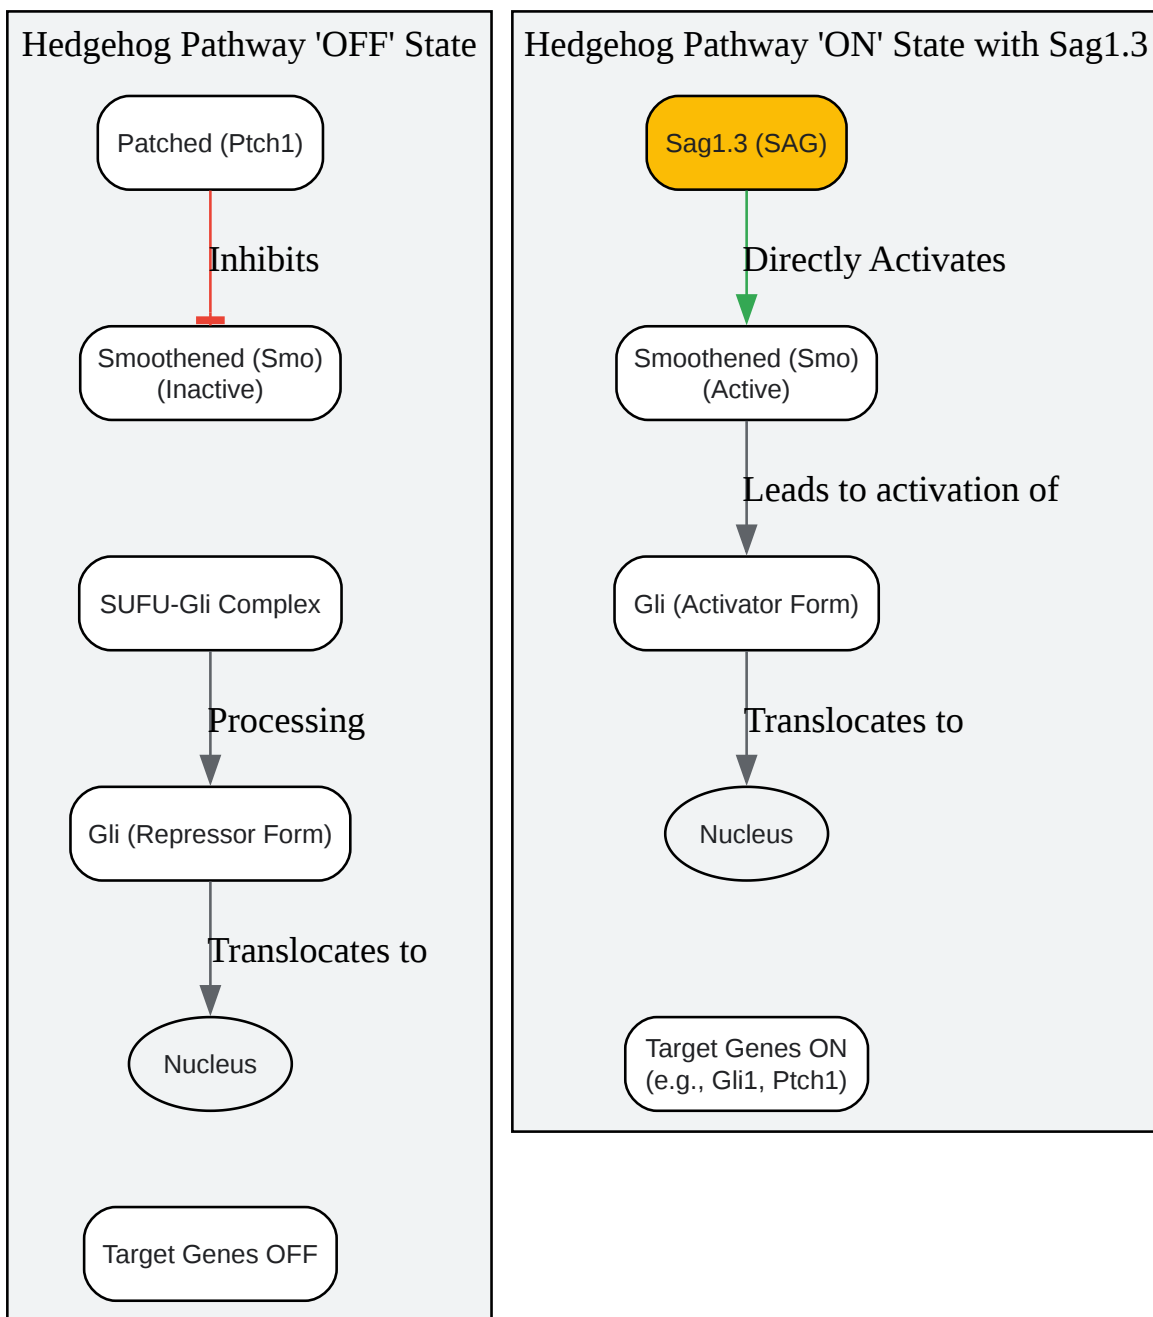 Hedgehog Pathway 'OFF' State
Patched (Ptch1)
Inhibits
Smoothened (Smo)
(Inactive)
SUFU-Gli Complex
Processing
Gli (Repressor Form)
Translocates to
Nucleus
Target Genes OFF
Hedgehog Pathway 'ON' State with Sag1.3
Sag1.3 (SAG)
Directly Activates
Smoothened (Smo)
(Active)
Leads to activation of
Gli (Activator Form)
Translocates to
Nucleus
Target Genes ON
(e.g., Gli1, Ptch1)